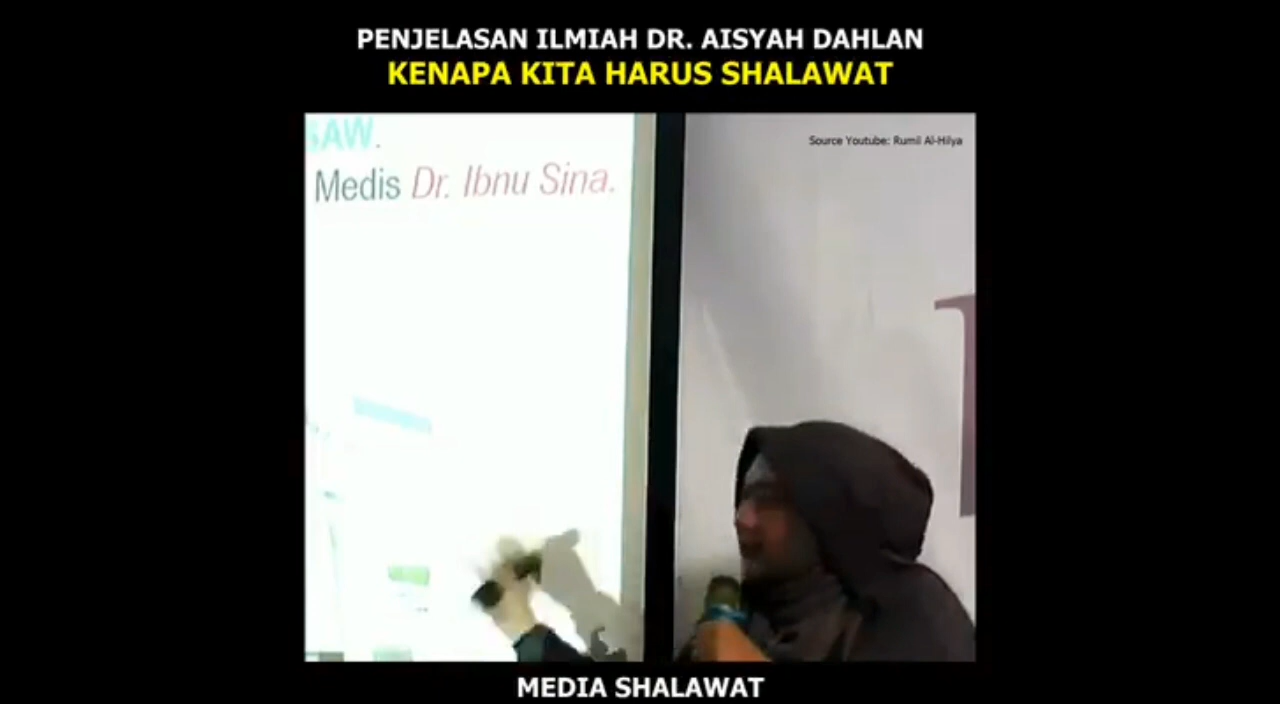 PENJELASAN ILMIAH DR. AISYAH DAHLAN
KENAPA KITA HARUS SHALAWAT
Source Youtube: Rumil Al-Hilya
SAW.
Medis Dr. Ibnu Sina.
MEDIA SHALAWAT